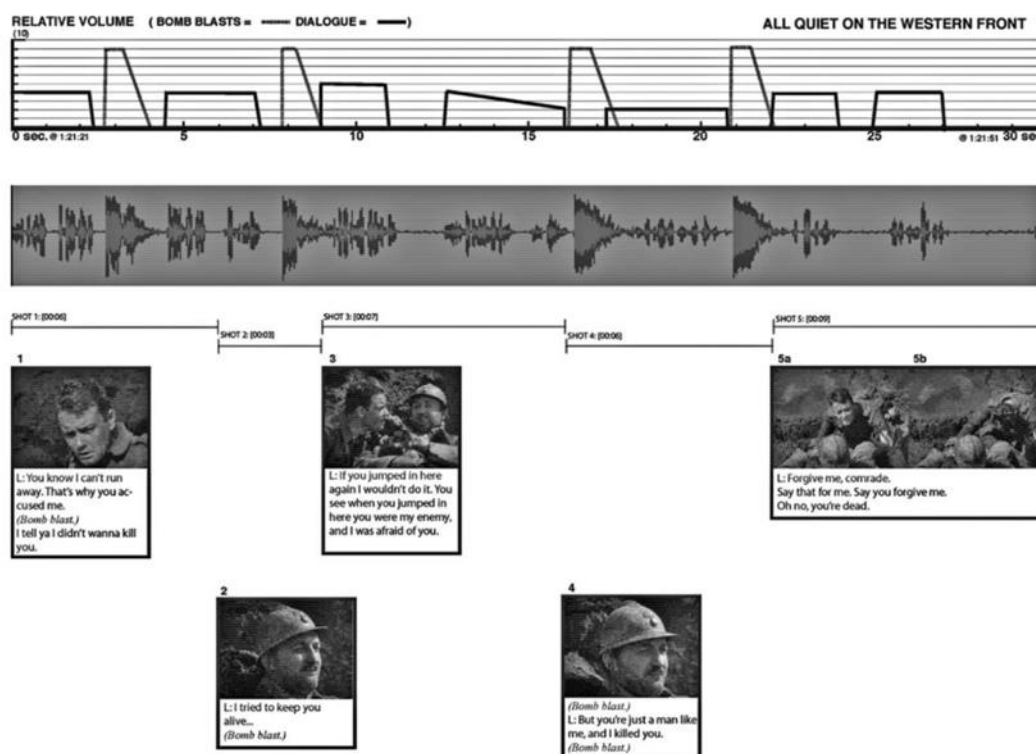 RELATIVE VOLUME ( BOMB BLASTS = DIALOGUE = )
ALL QUIET ON THE WESTERN FRONT
(10)
0 sec. @ 1:21:21 5 10 15 20 25 @ 1:21:51 30 se
SHOT 1: [00:06]
SHOT 2: [00:03]
SHOT 3: [00:07]
SHOT 4: [00:06]
SHOT 5: [00:09]
1
L: You know I can't run
away. That's why you ac-
cused me.
(Bomb blast.)
I tell ya I didn't wanna kill
you.
2
L: I tried to keep you
alive...
(Bomb blast.)
3
L: If you jumped in here
again I wouldn't do it. You
see when you jumped in
here you were my enemy,
and I was afraid of you.
4
(Bomb blast.)
L: But you're just a man like
me, and I killed you.
(Bomb blast.)
5a 5b
L: Forgive me, comrade.
Say that for me. Say you forgive me.
Oh no, you're dead.